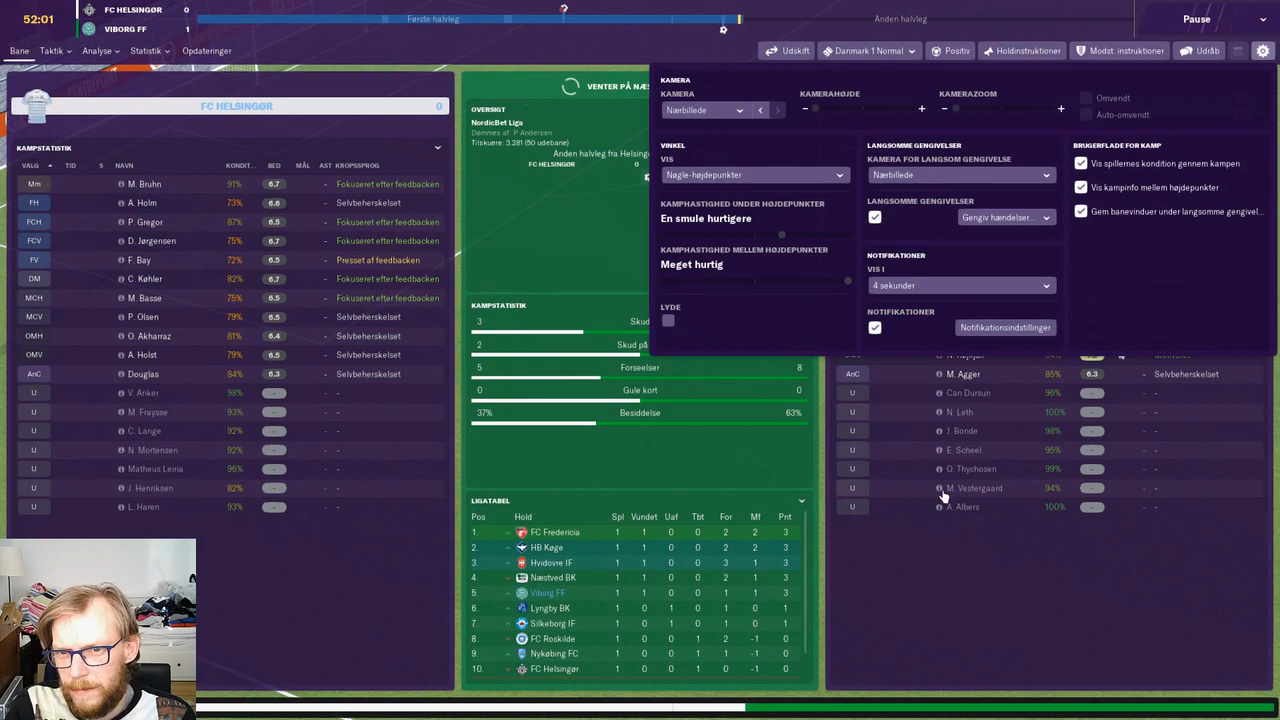 52:01
FC HELSINGØR 0
VIBORG FF 1
Første halvleg
Anden halvleg
Pause
Bane Taktik Analyse Statistik Opdateringer
Udskift Danmark 1 Normal Positiv Holdinstruktioner Modst. instruktioner Udråb
FC HELSINGØR 0
KAMPSTATISTIK
VALG TID S NAVN KONDIT... BED MÅL AST KROPSSPROG
Mm M. Bruhn 91% 6.7 - Fokuseret efter feedbacken
FH A. Holm 73% 6.6 - Selvbeherskelset
FCH P. Gregor 87% 6.5 - Fokuseret efter feedbacken
FCV D. Jørgensen 75% 6.7 - Fokuseret efter feedbacken
FV F. Bay 72% 6.5 - Presset af feedbacken
DM C. Køhler 82% 6.7 - Fokuseret efter feedbacken
MCH M. Basse 75% 6.5 - Fokuseret efter feedbacken
MCV P. Olsen 79% 6.5 - Selvbeherskelset
OMH O. Akharraz 81% 6.4 - Selvbeherskelset
OMV A. Holst 79% 6.5 - Selvbeherskelset
AnC Douglas 84% 6.3 - Selvbeherskelset
U V. Anker 98% - - -
U M. Fraysse 93% - - -
U C. Lange 92% - - -
U N. Mortensen 92% - - -
U Matheus Leiria 96% - - -
U J. Henriksen 82% - - -
U L. Haren 93% - - -
VENTER PÅ NÆS
OVERSIGT
NordicBet Liga
Dømmes af: P Andersen
Tilskuere: 3.281 (50 udebane)
Anden halvleg fra Helsing
FC HELSINGØR 0
KAMPSTATISTIK
3 Skud
2 Skud på
5 Forseelser 8
0 Gule kort 0
37% Besiddelse 63%
LIGATABEL
Pos Hold Spl Vundet Uaf Tbt For Mf Pnt
1. FC Fredericia 1 1 0 0 2 2 3
2. HB Køge 1 1 0 0 2 2 3
3. Hvidovre IF 1 1 0 0 3 1 3
4. Næstved BK 1 1 0 0 2 1 3
5. Viborg FF 1 1 0 0 1 1 3
6. Lyngby BK 1 0 1 0 1 0 1
7. Silkeborg IF 1 0 1 0 1 0 1
8. FC Roskilde 1 0 0 1 2 -1 0
9. Nykøbing FC 1 0 0 1 1 -1 0
10. FC Helsingør 1 0 0 1 0 -1 0
KAMERA
KAMERA KAMERAHØJDE KAMERAZOOM
Nærbillede
Omvendt
Auto-omvendt
VINKEL
VIS
Nøgle-højdepunkter
KAMPHASTIGHED UNDER HØJDEPUNKTER
En smule hurtigere
KAMPHASTIGHED MELLEM HØJDEPUNKTER
Meget hurtig
LYDE
LANGSOMME GENGIVELSER
KAMERA FOR LANGSOM GENGIVELSE
Nærbillede
LANGSOMME GENGIVELSER
Gengiv hændelser...
NOTIFIKATIONER
VIS I
4 sekunder
NOTIFIKATIONER
Notifikationsindstillinger
BRUGERFLADE FOR KAMP
Vis spillernes kondition gennem kampen
Vis kampinfo mellem højdepunkter
Gem banevinduer under langsomme gengivel...
AnC M. Agger 85% 6.3 - Selvbeherskelset
U Can Dursun 96% - - -
U N. Leth 100% - - -
U J. Bonde 98% - - -
U E. Scheel 95% - - -
U O. Thychosen 99% - - -
U M. Vestergaard 94% - - -
U A. Albers 100% - - -